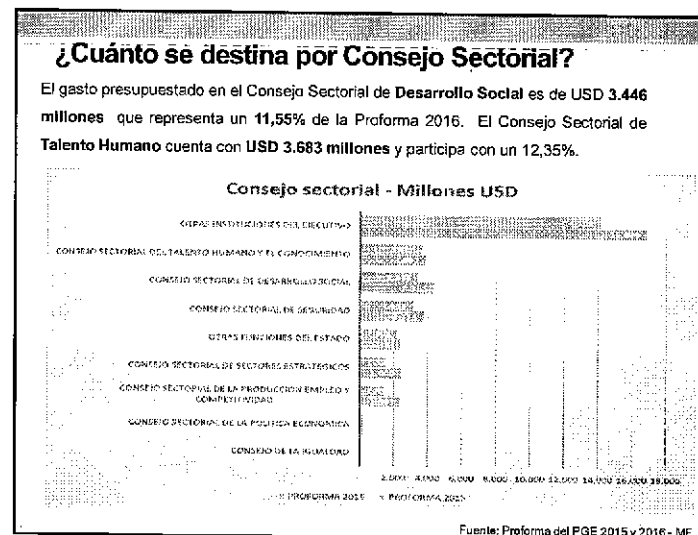 ¿Cuánto se destina por Consejo Sectorial?
El gasto presupuestado en el Consejo Sectorial de Desarrollo Social es de USD 3.446
millones que representa un 11,55% de la Proforma 2016. El Consejo Sectorial de
Talento Humano cuenta con USD 3.683 millones y participa con un 12,35%.
Consejo sectorial - Millones USD
OTRAS INSTITUCIONES DEL EJECUTIVO
CONSEJO SECTORIAL DEL TALENTO HUMANO Y EL CONOCIMIENTO
CONSEJO SECTORIAL DE DESARROLLO SOCIAL
CONSEJO SECTORIAL DE SEGURIDAD
OTRAS FUNCIONES DEL ESTADO
CONSEJO SECTORIAL DE SECTORES ESTRATEGICOS
CONSEJO SECTORIAL DE LA PRODUCCION EMPLEO Y
COMPETITIVIDAD
CONSEJO SECTORIAL DE LA POLITICA ECONOMICA
CONSEJO DE LA IGUALDAD
2.000 4.000 6.000 8.000 10.000 12.000 14.000 16.000 18.000
PROFORMA 2016 PROFORMA 2015
Fuente: Proforma del PGE 2015 y 2016 - MF